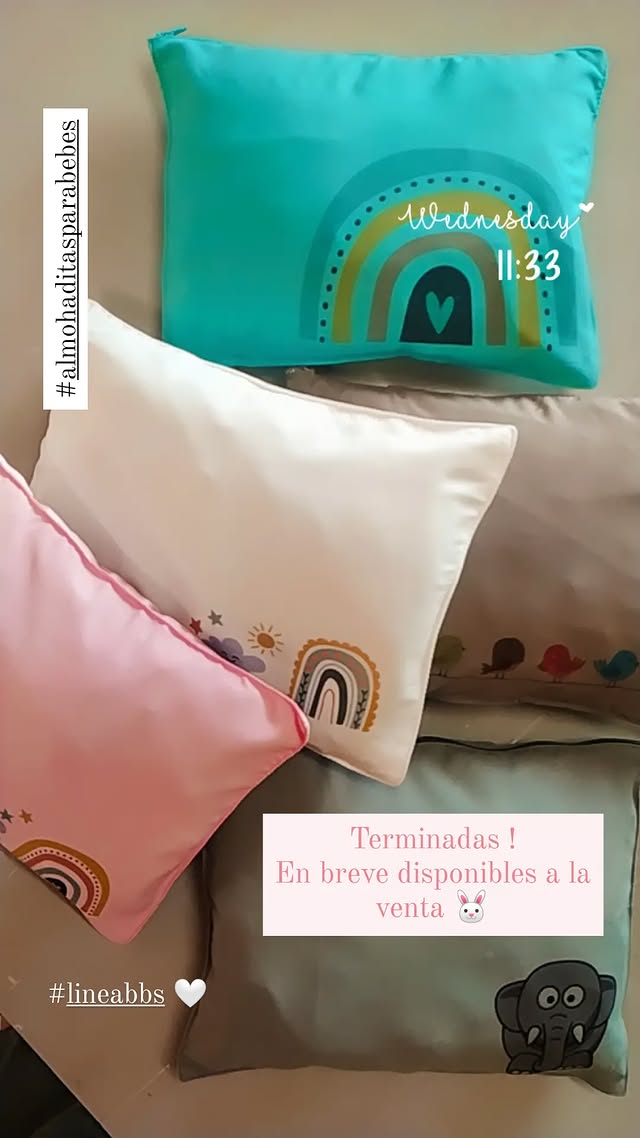 #almohaditasparabebes
Wednesday
11:33
Terminadas !
En breve disponibles a la
venta 🐰
#lineabbs 🤍